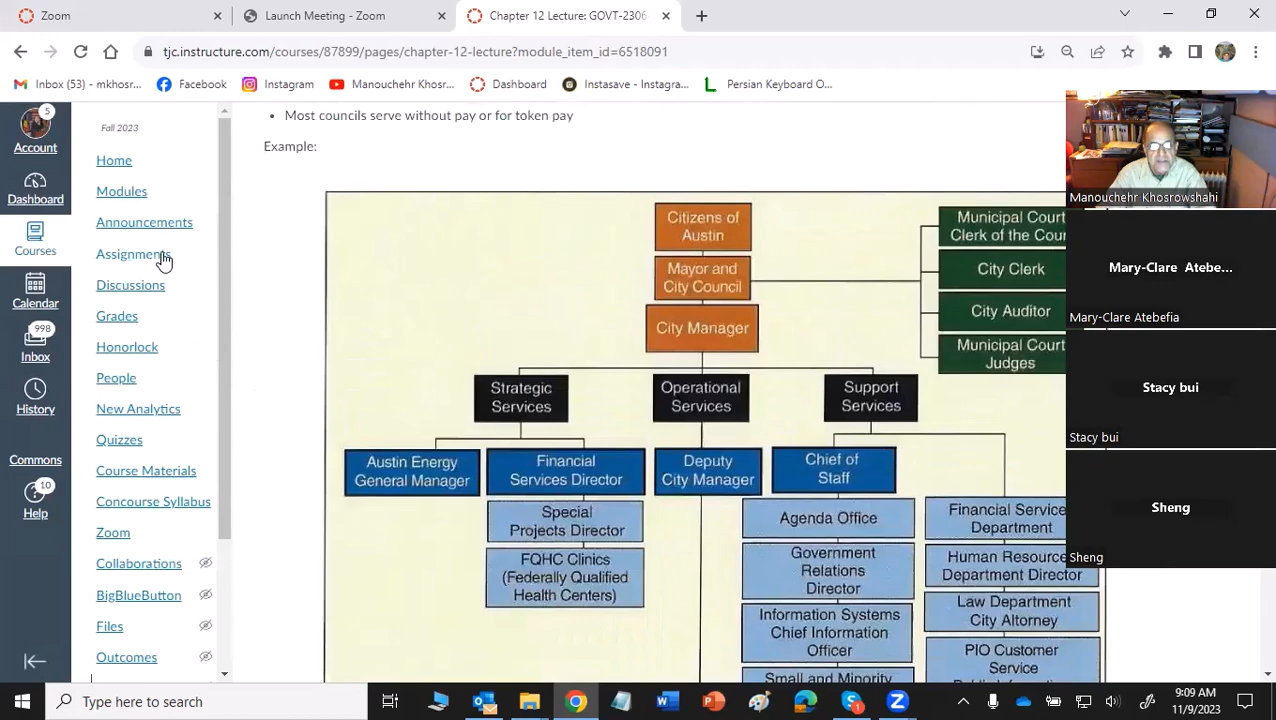 Zoom
Launch Meeting - Zoom
Chapter 12 Lecture: GOVT-2306-
tjc.instructure.com/courses/87899/pages/chapter-12-lecture?module_item_id=6518091
Inbox (53) - mkhosr...
Facebook
Instagram
Manouchehr Khosr...
Dashboard
Instasave - Instagra...
Persian Keyboard O...
5
Account
Dashboard
Courses
Calendar
998
Inbox
History
Commons
10
Help
Fall 2023
Home
Modules
Announcements
Assignments
Discussions
Grades
Honorlock
People
New Analytics
Quizzes
Course Materials
Concourse Syllabus
Zoom
Collaborations
BigBlueButton
Files
Outcomes
Most councils serve without pay or for token pay
Example:
Citizens of
Austin
Mayor and
City Council
City Manager
Municipal Court
Clerk of the Cou
City Clerk
City Auditor
Municipal Court
Judges
Strategic
Services
Operational
Services
Support
Services
Austin Energy
General Manager
Financial
Services Director
Deputy
City Manager
Chief of
Staff
Special
Projects Director
FQHC Clinics
(Federally Qualified
Health Centers)
Agenda Office
Government
Relations
Director
Information Systems
Chief Information
Officer
Small and Minority
Financial Service
Department
Human Resource
Department Director
Law Department
City Attorney
PIO Customer
Service
Manouchehr Khosrowshahi
Mary-Clare Atebe...
Mary-Clare Atebefia
Stacy bui
Stacy bui
Sheng
Sheng
Type here to search
1
9:09 AM
11/9/2023